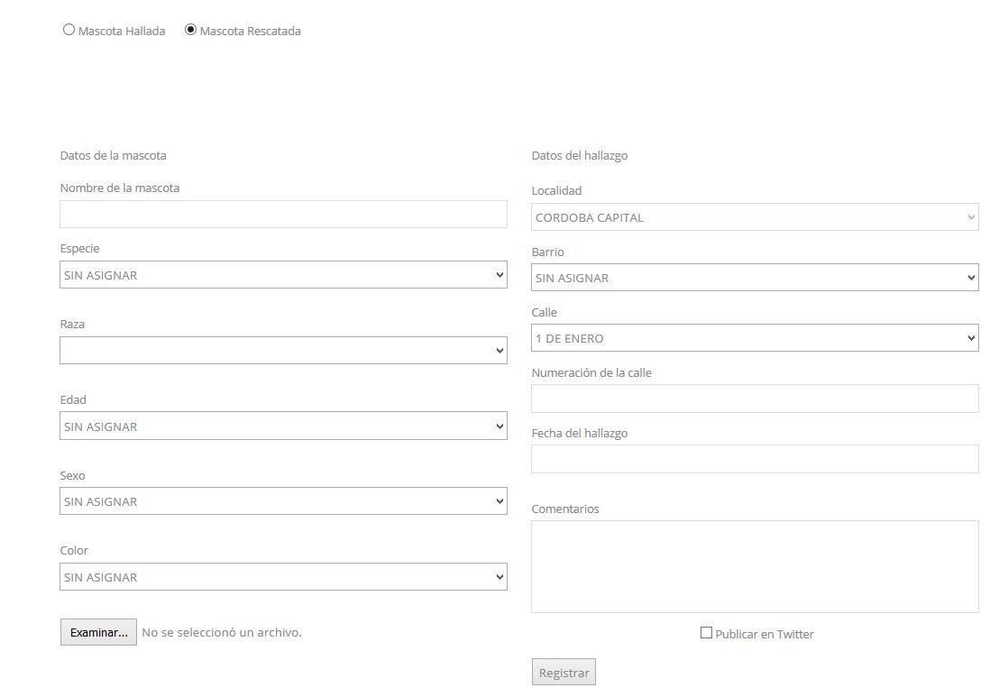 Mascota Hallada Mascota Rescatada
Datos de la mascota
Nombre de la mascota
Especie
SIN ASIGNAR
Raza
Edad
SIN ASIGNAR
Sexo
SIN ASIGNAR
Color
SIN ASIGNAR
Examinar... No se seleccionó un archivo.
Datos del hallazgo
Localidad
CORDOBA CAPITAL
Barrio
SIN ASIGNAR
Calle
1 DE ENERO
Numeración de la calle
Fecha del hallazgo
Comentarios
Publicar en Twitter
Registrar